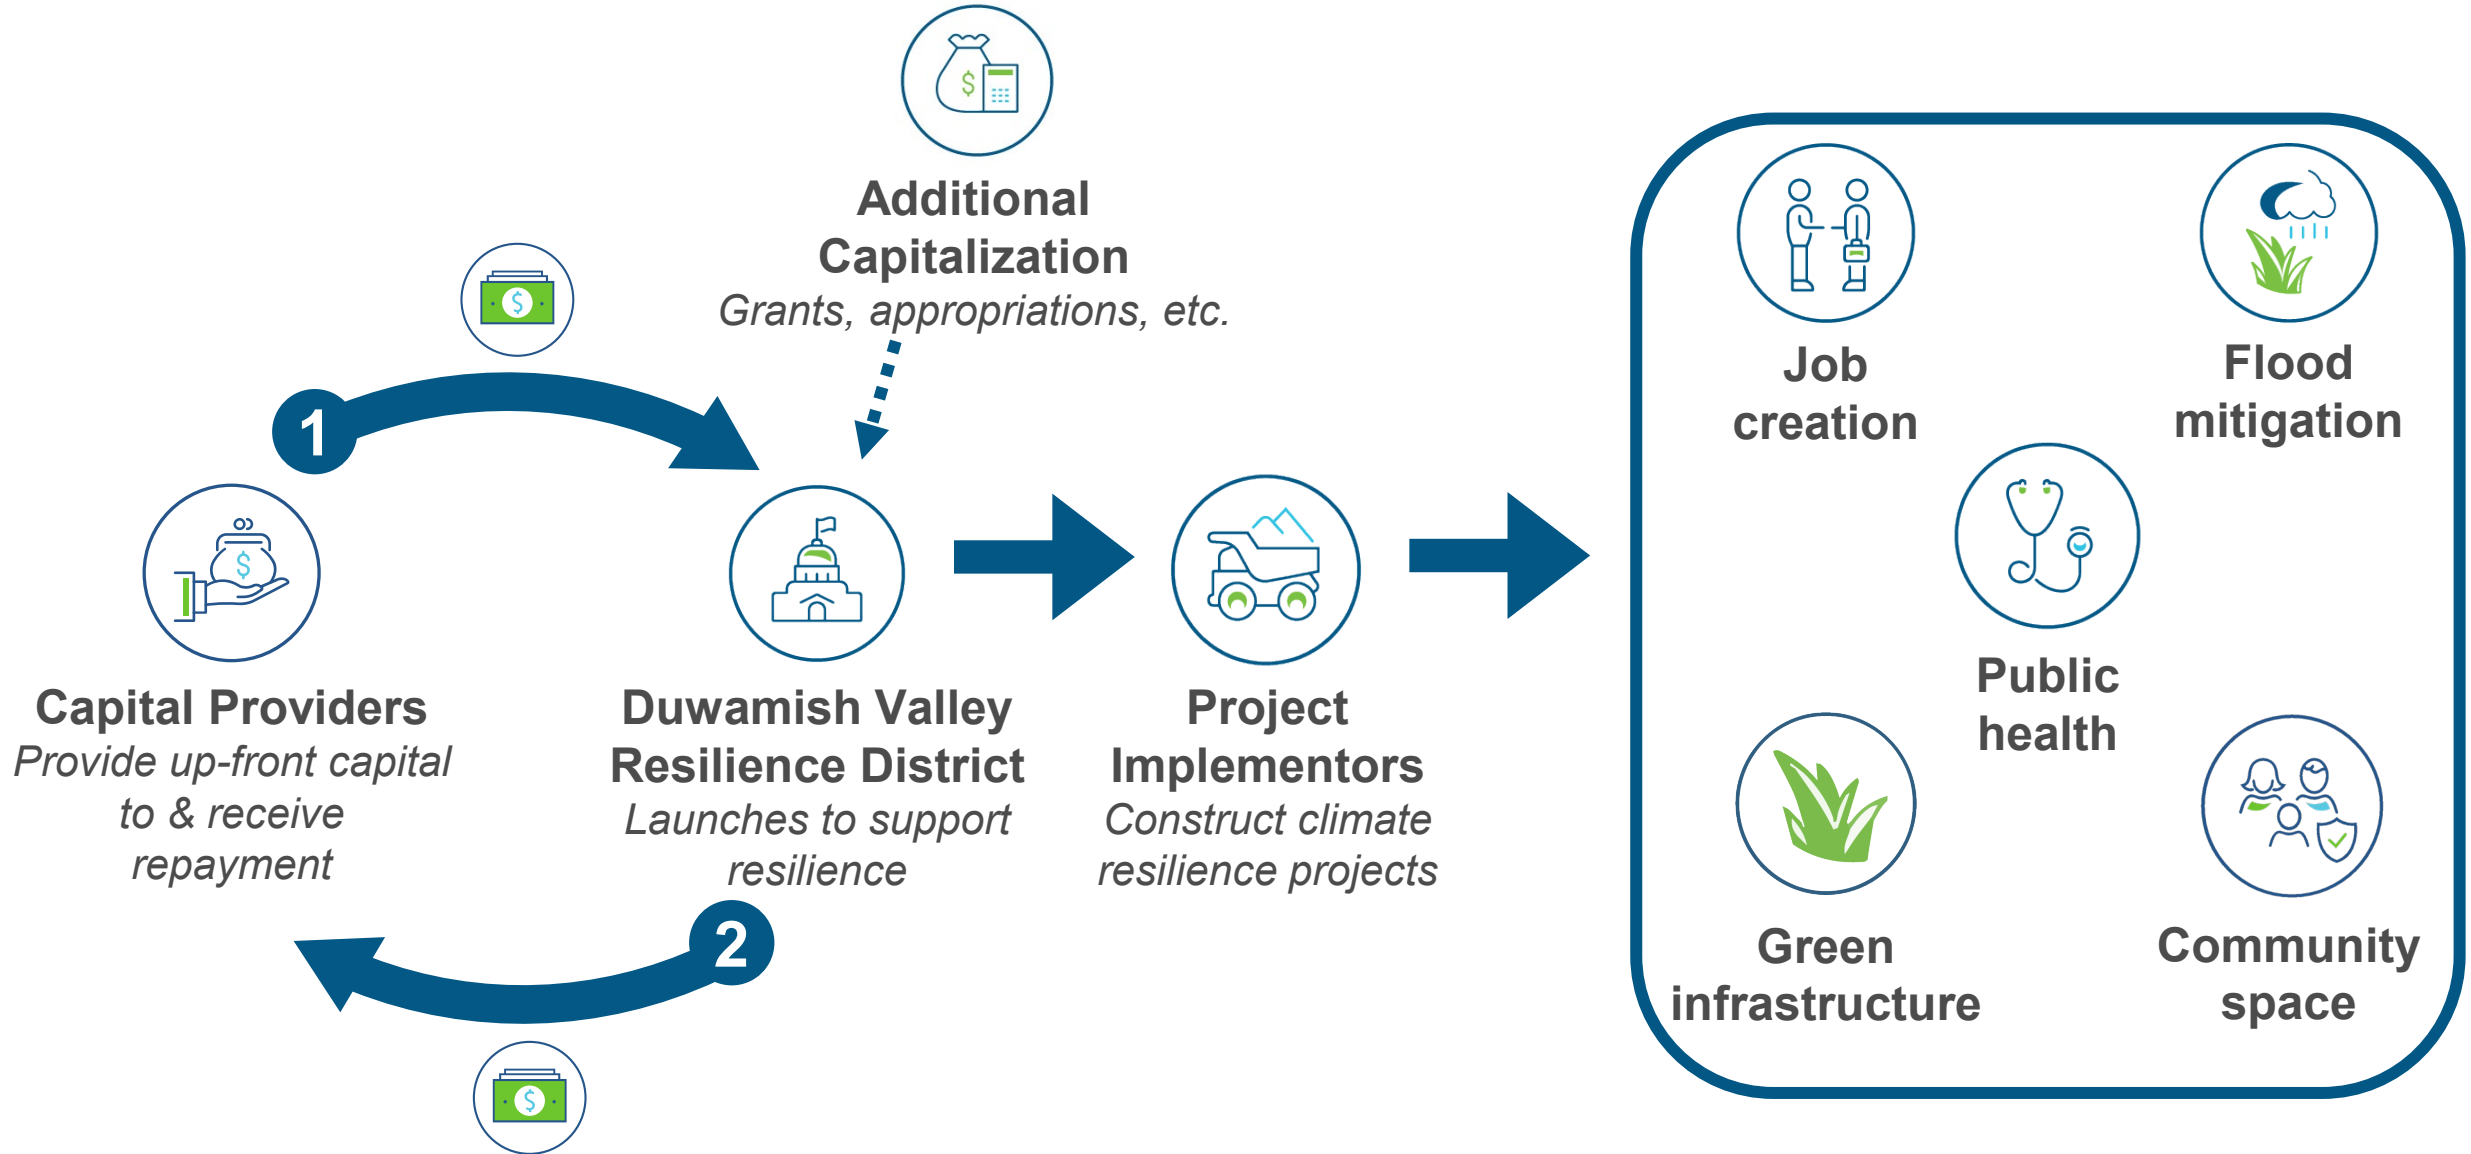 Additional
Capitalization
Grants, appropriations, etc.
$
$
1
$
Capital Providers
Provide up-front capital
to & receive
repayment
Duwamish Valley
Resilience District
Launches to support
resilience
2
$
Project
Implementors
Construct climate
resilience projects
Job
creation
Flood
mitigation
Public
health
Green
infrastructure
Community
space